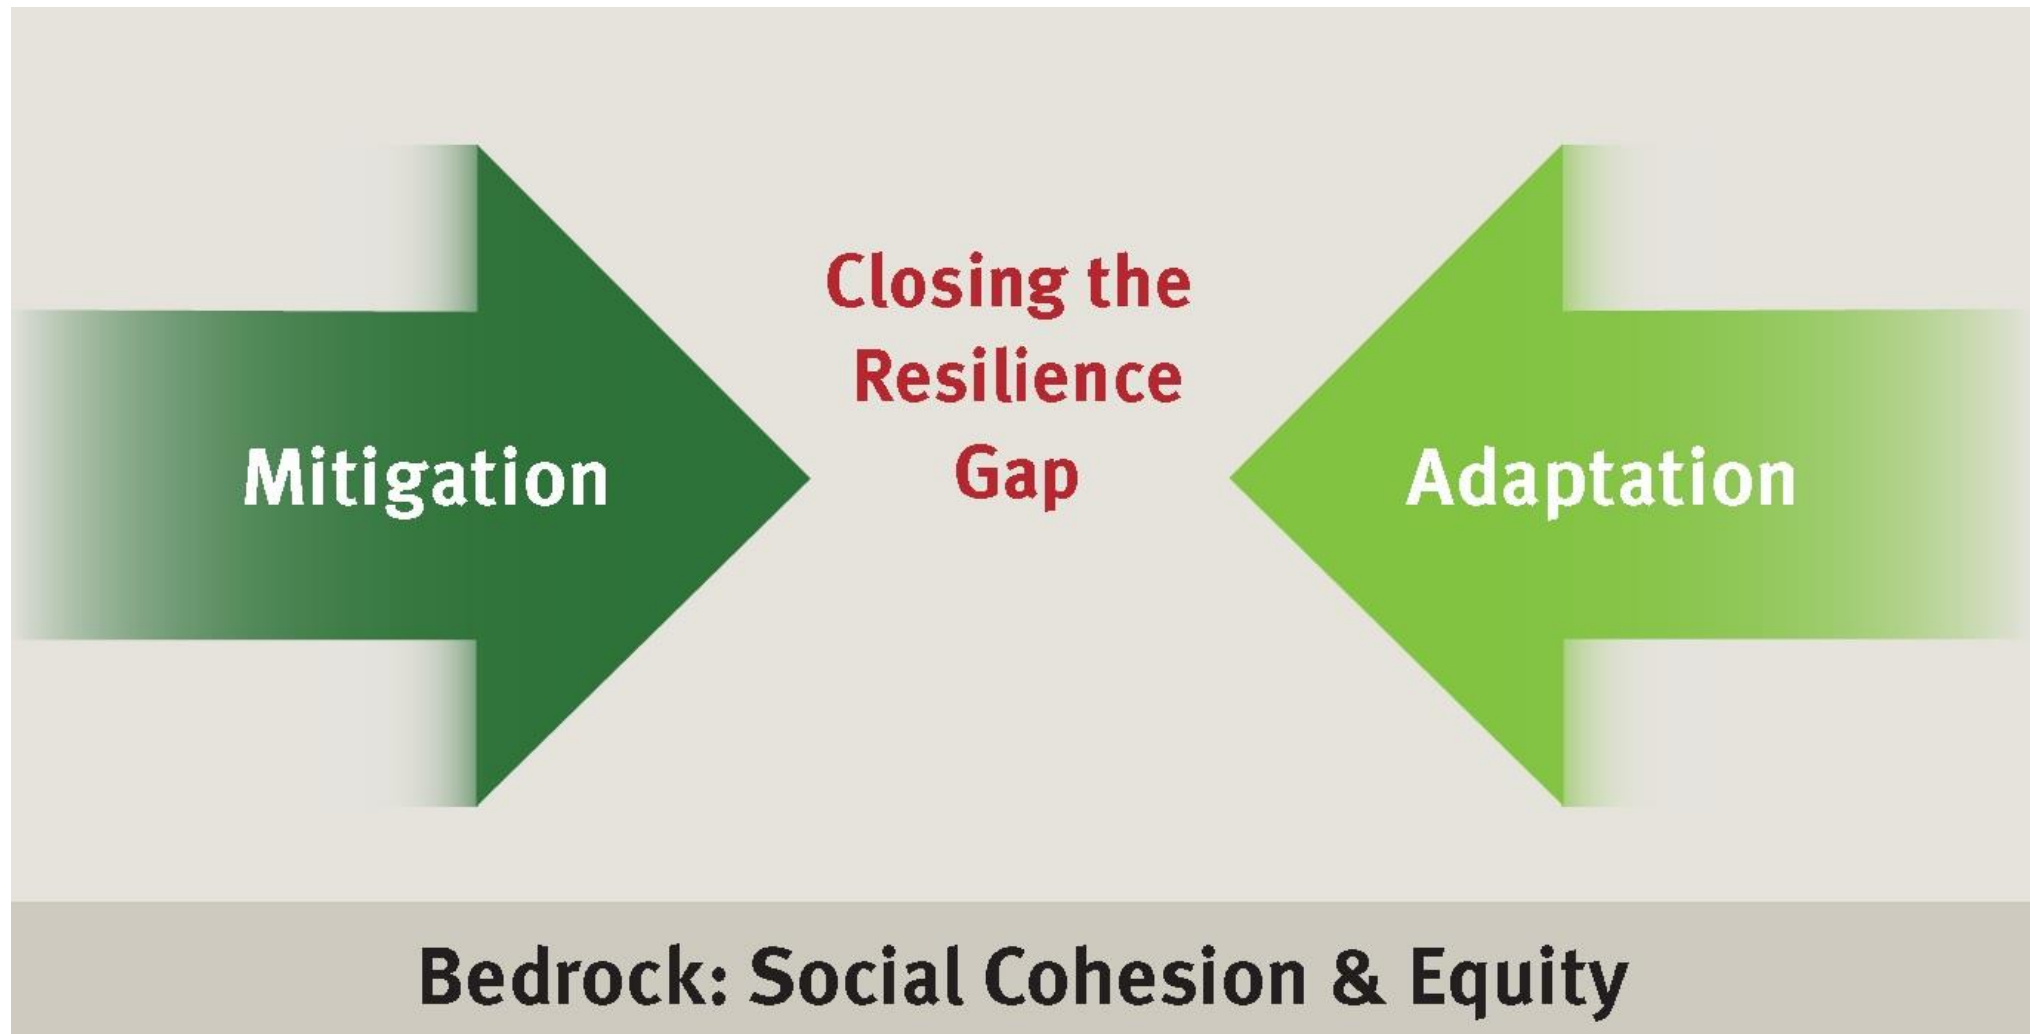 Closing the
Resilience
Gap
Mitigation
Adaptation
Bedrock: Social Cohesion & Equity